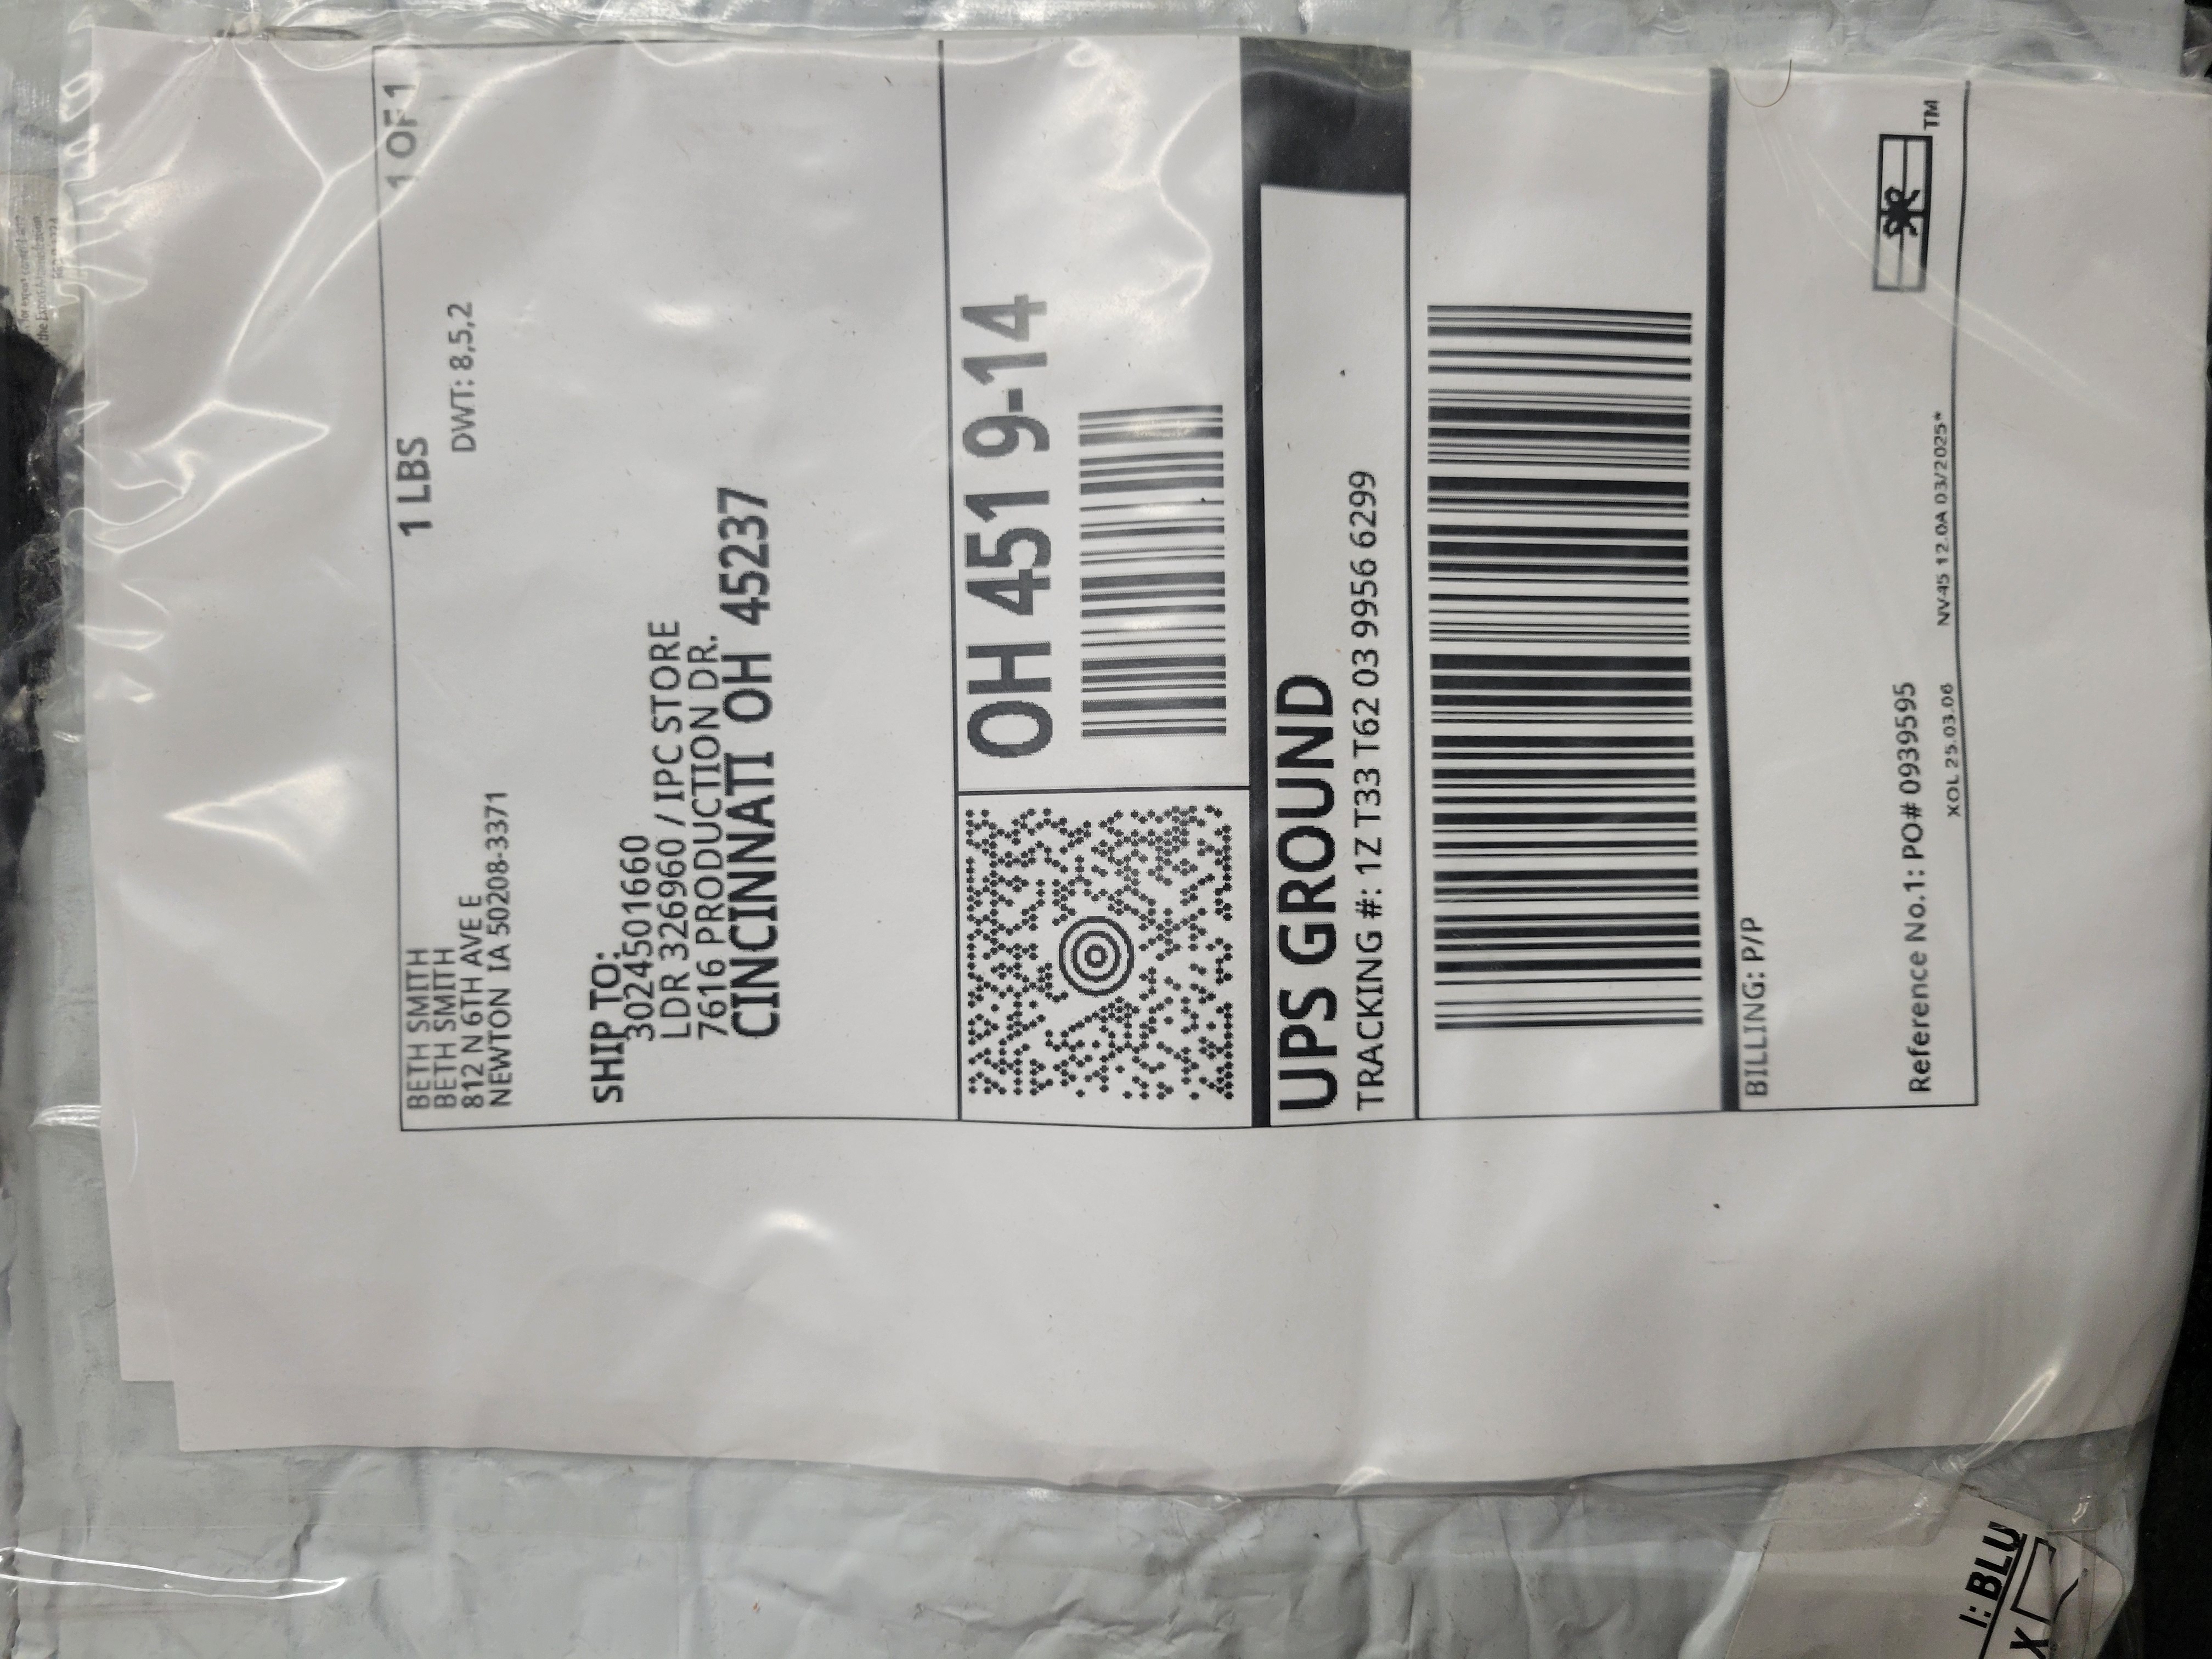 BETH SMITH
BETH SMITH
812 N 6TH AVE E
NEWTON IA 50208-3371
1 LBS
1 OF 1
DWT: 8,5,2
SHIP TO:
3024501660
LDR 326960 / IPC STORE
7616 PRODUCTION DR.
CINCINNATI OH 45237
OH 451 9-14
UPS GROUND
TRACKING #: 1Z T33 T62 03 9956 6299
BILLING: P/P
Reference No.1: PO# 0939595
XOL 25.03.06 NV45 12.0A 03/2025*
TM
I: BLU
X